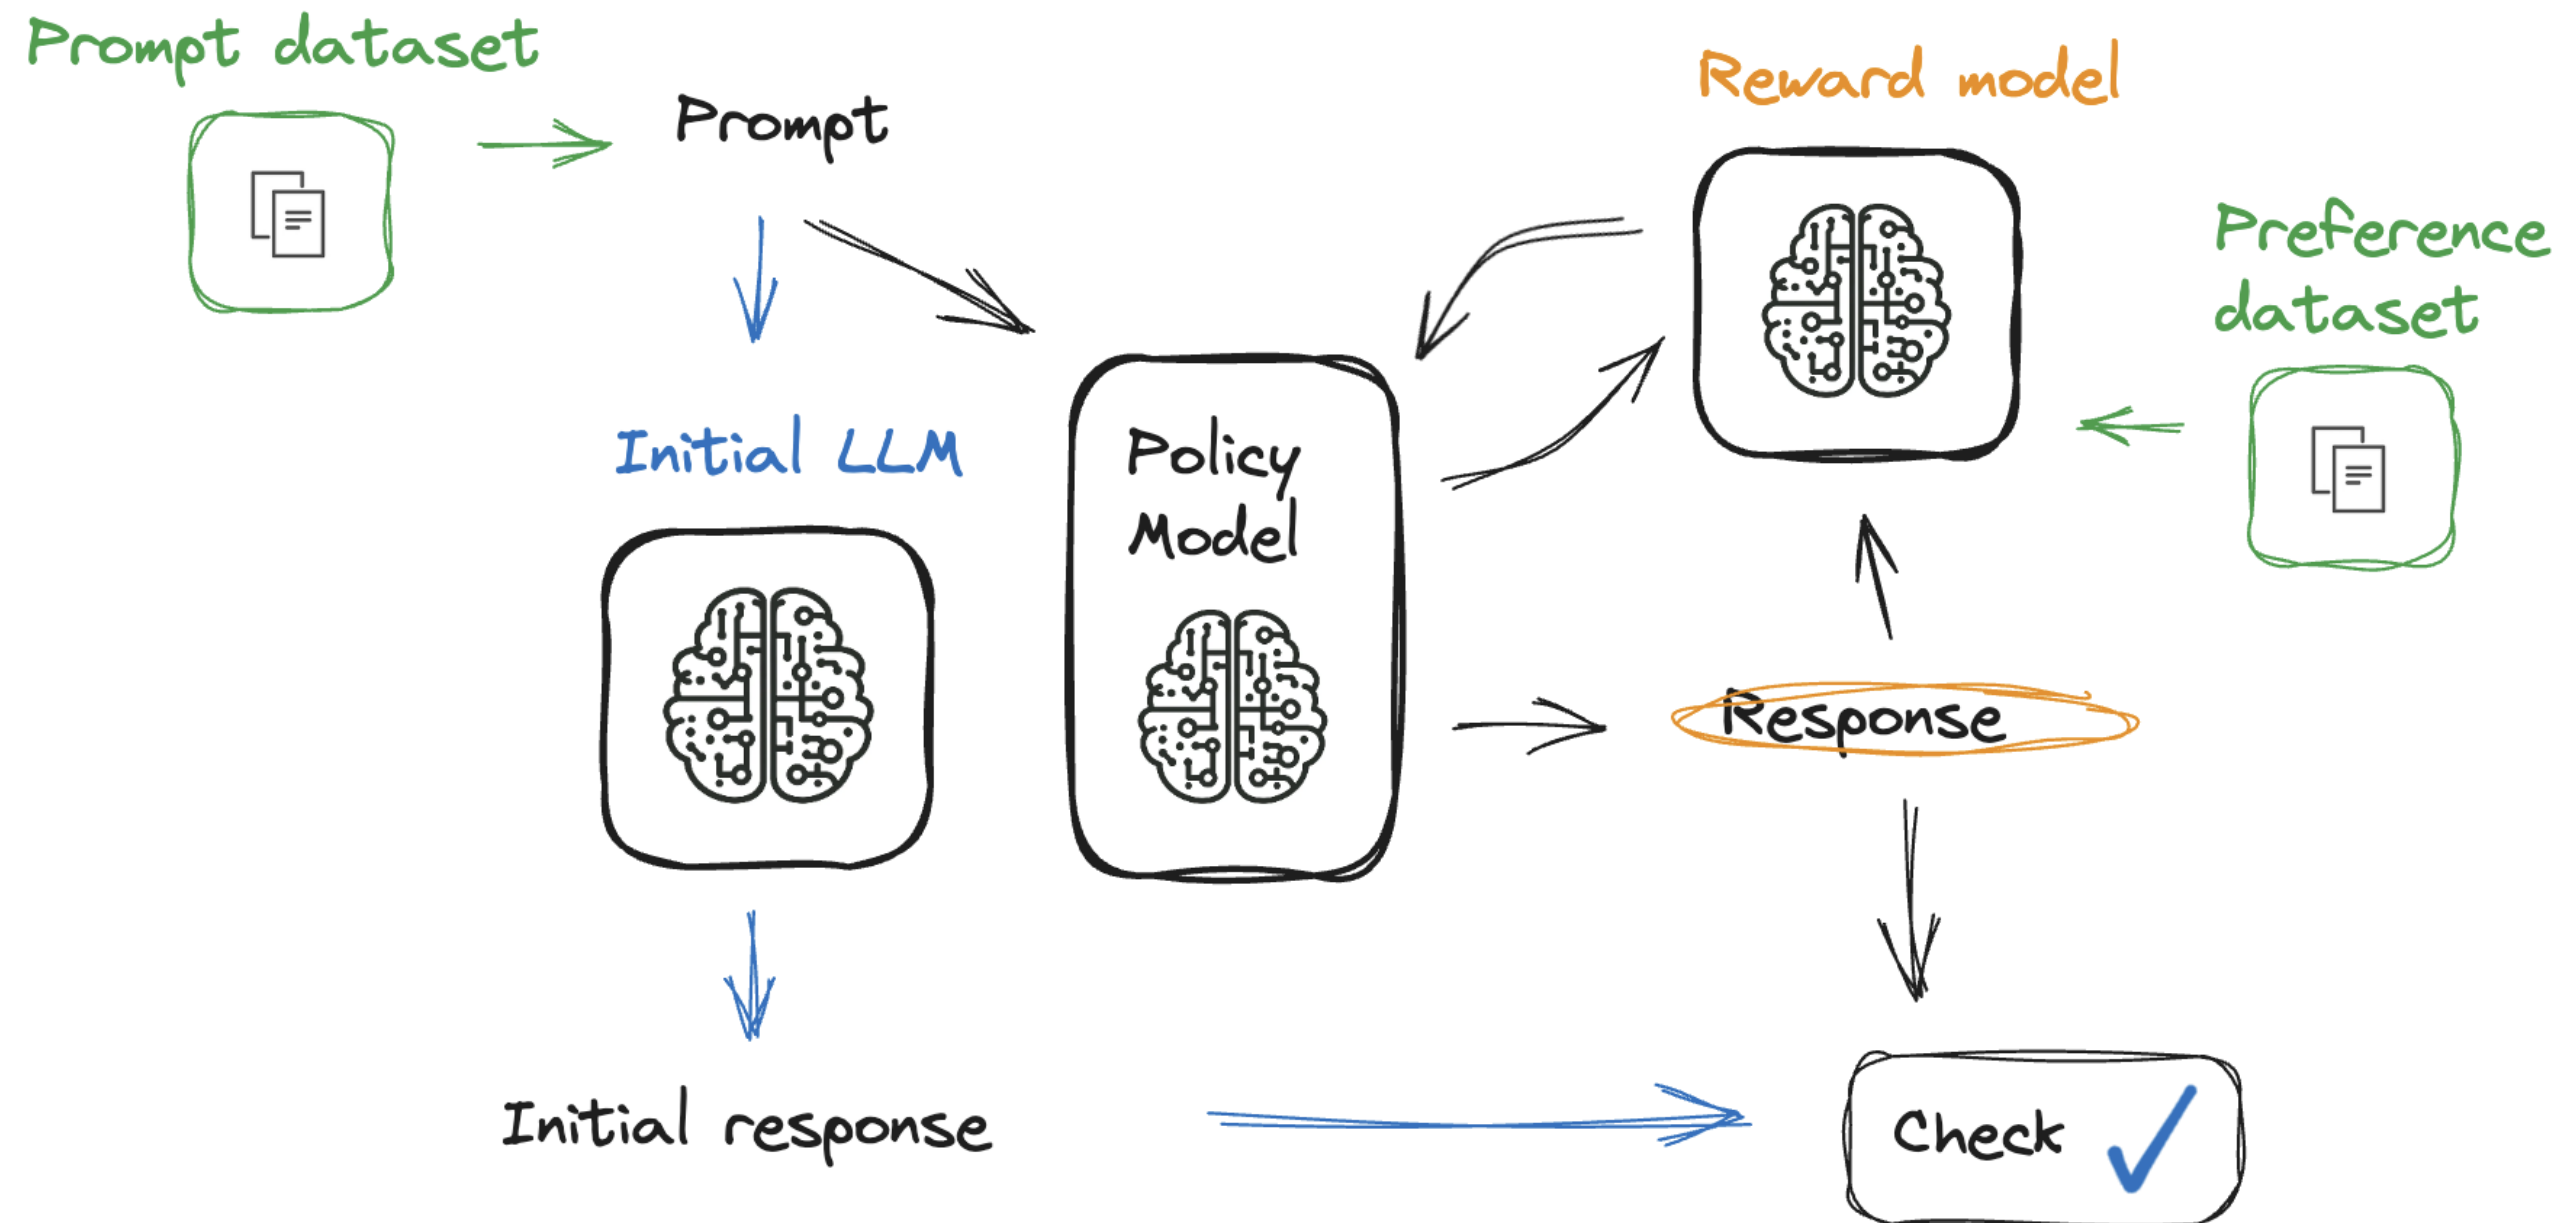 Prompt dataset
Prompt
Reward model
Preference
dataset
Initial LLM
Policy
Model
Response
Initial response
Check